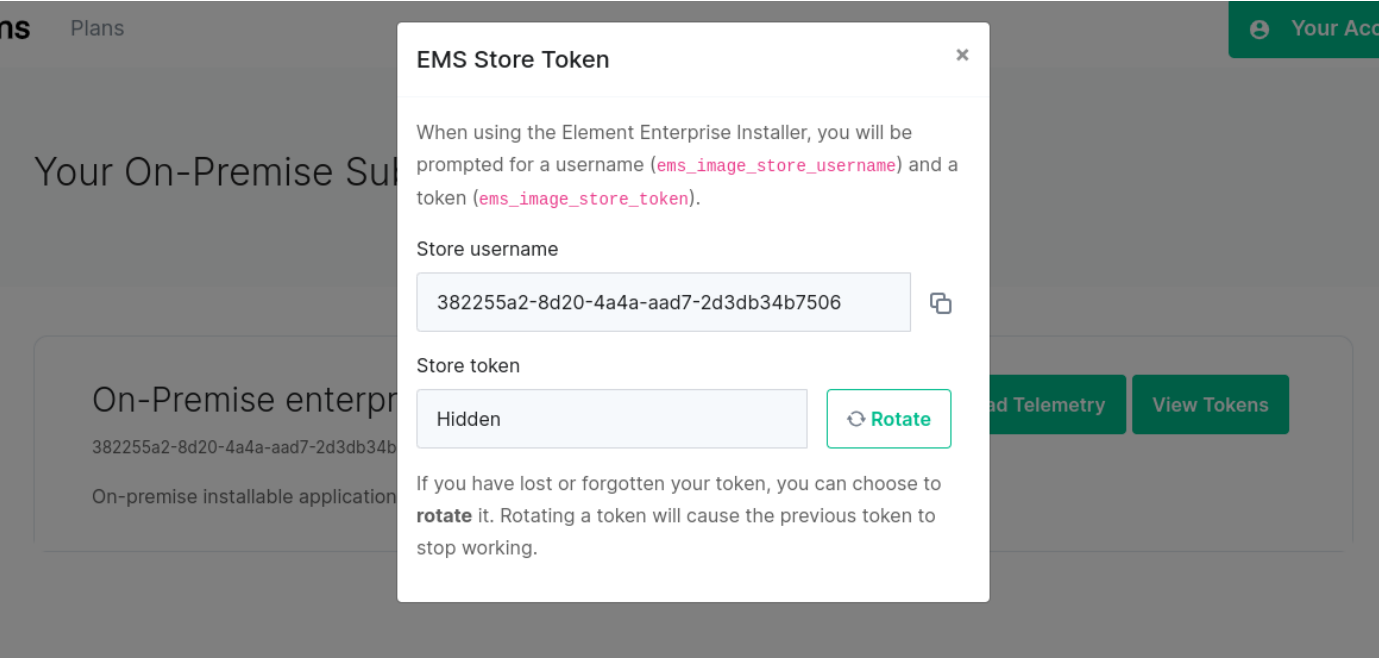 ms Plans Your Acc
EMS Store Token ×
When using the Element Enterprise Installer, you will be
prompted for a username (ems_image_store_username) and a
token (ems_image_store_token).
Your On-Premise Sub
Store username
382255a2-8d20-4a4a-aad7-2d3db34b7506
Store token
Hidden Rotate
If you have lost or forgotten your token, you can choose to
rotate it. Rotating a token will cause the previous token to
stop working.
On-Premise enterpr
382255a2-8d20-4a4a-aad7-2d3db34b
On-premise installable application
ad Telemetry View Tokens